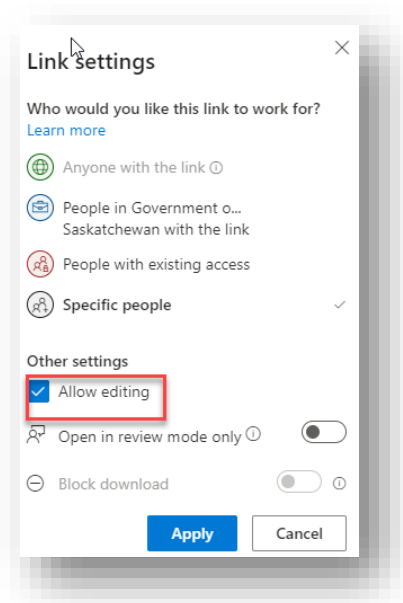 Link settings
Who would you like this link to work for?
Learn more
Anyone with the link
People in Government o...
Saskatchewan with the link
People with existing access
Specific people
Other settings
Allow editing
Open in review mode only
Block download
Apply
Cancel